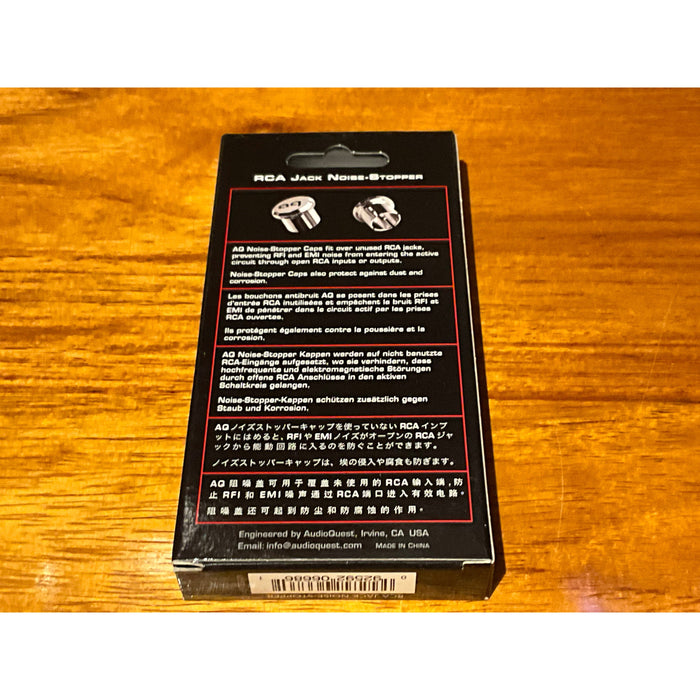 RCA JACK NOISE-STOPPER
AQ
AQ Noise-Stopper Caps fit over unused RCA jacks,
preventing RFI and EMI noise from entering the active
circuit through open RCA inputs or outputs.
Noise-Stopper Caps also protect against dust and
corrosion.
Les bouchons antibruit AQ se posent dans les prises
d'entrée RCA inutilisées et empêchent le bruit RFI et
EMI de pénétrer dans le circuit actif par les prises
RCA ouvertes.
Ils protègent également contre la poussière et la
corrosion.
AQ Noise-Stopper Kappen werden auf nicht benutzte
RCA-Eingänge aufgesetzt, wo sie verhindern, dass
hochfrequente und elektromagnetische Störungen
durch offene RCA Anschlüsse in den aktiven
Schaltkreis gelangen.
Noise-Stopper-Kappen schützen zusätzlich gegen
Staub und Korrosion.
AQノイズストッパーキャップを使っていないRCAインプ
ットにはめると、RFIやEMIノイズがオープンのRCAジャ
ックから能動回路に入るのを防ぐことができます。
ノイズストッパーキャップは、埃の侵入や腐食も防ぎます。
AQ阻噪盖可用于覆盖未使用的RCA输入端,防
止RFI和EMI噪声通过RCA端口进入有效电路。
阻噪盖还可起到防尘和防腐蚀的作用。
Engineered by AudioQuest, Irvine, CA USA
Email: info@audioquest.com MADE IN CHINA
0 92592 06686 1
RCA JACK NOISE-STOPPER